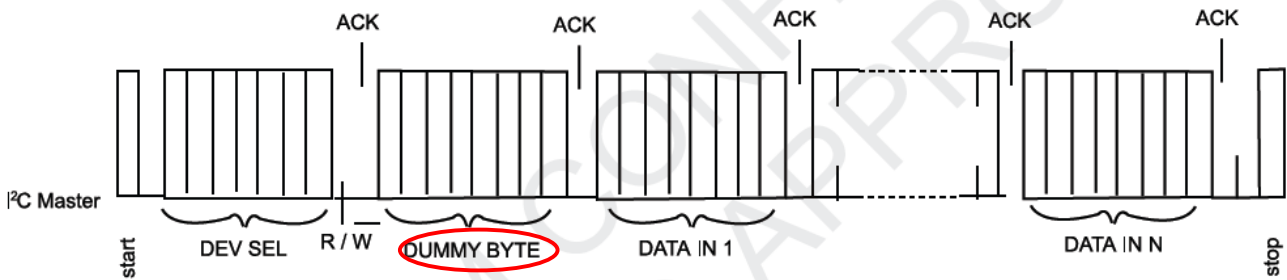 ACK ACK ACK ACK ACK
I²C Master
start DEV SEL R / W DUMMY BYTE DATA IN 1 DATA IN N stop